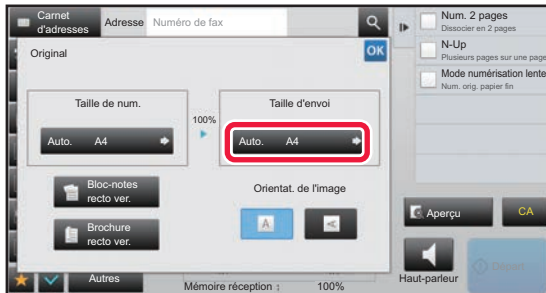 Carnet
d'adresses
Adresse
Numéro de fax
Original
OK
Taille de num.
Auto. A4
100%
Taille d'envoi
Auto. A4
Bloc-notes
recto ver.
Brochure
recto ver.
Orientat. de l'image
A
A
Autres
Mémoire réception : 100%
Num. 2 pages
Dissocier en 2 pages
N-Up
Plusieurs pages sur une page
Mode numérisation lente
Num. orig. papier fin
Aperçu
CA
Haut-parleur
Départ